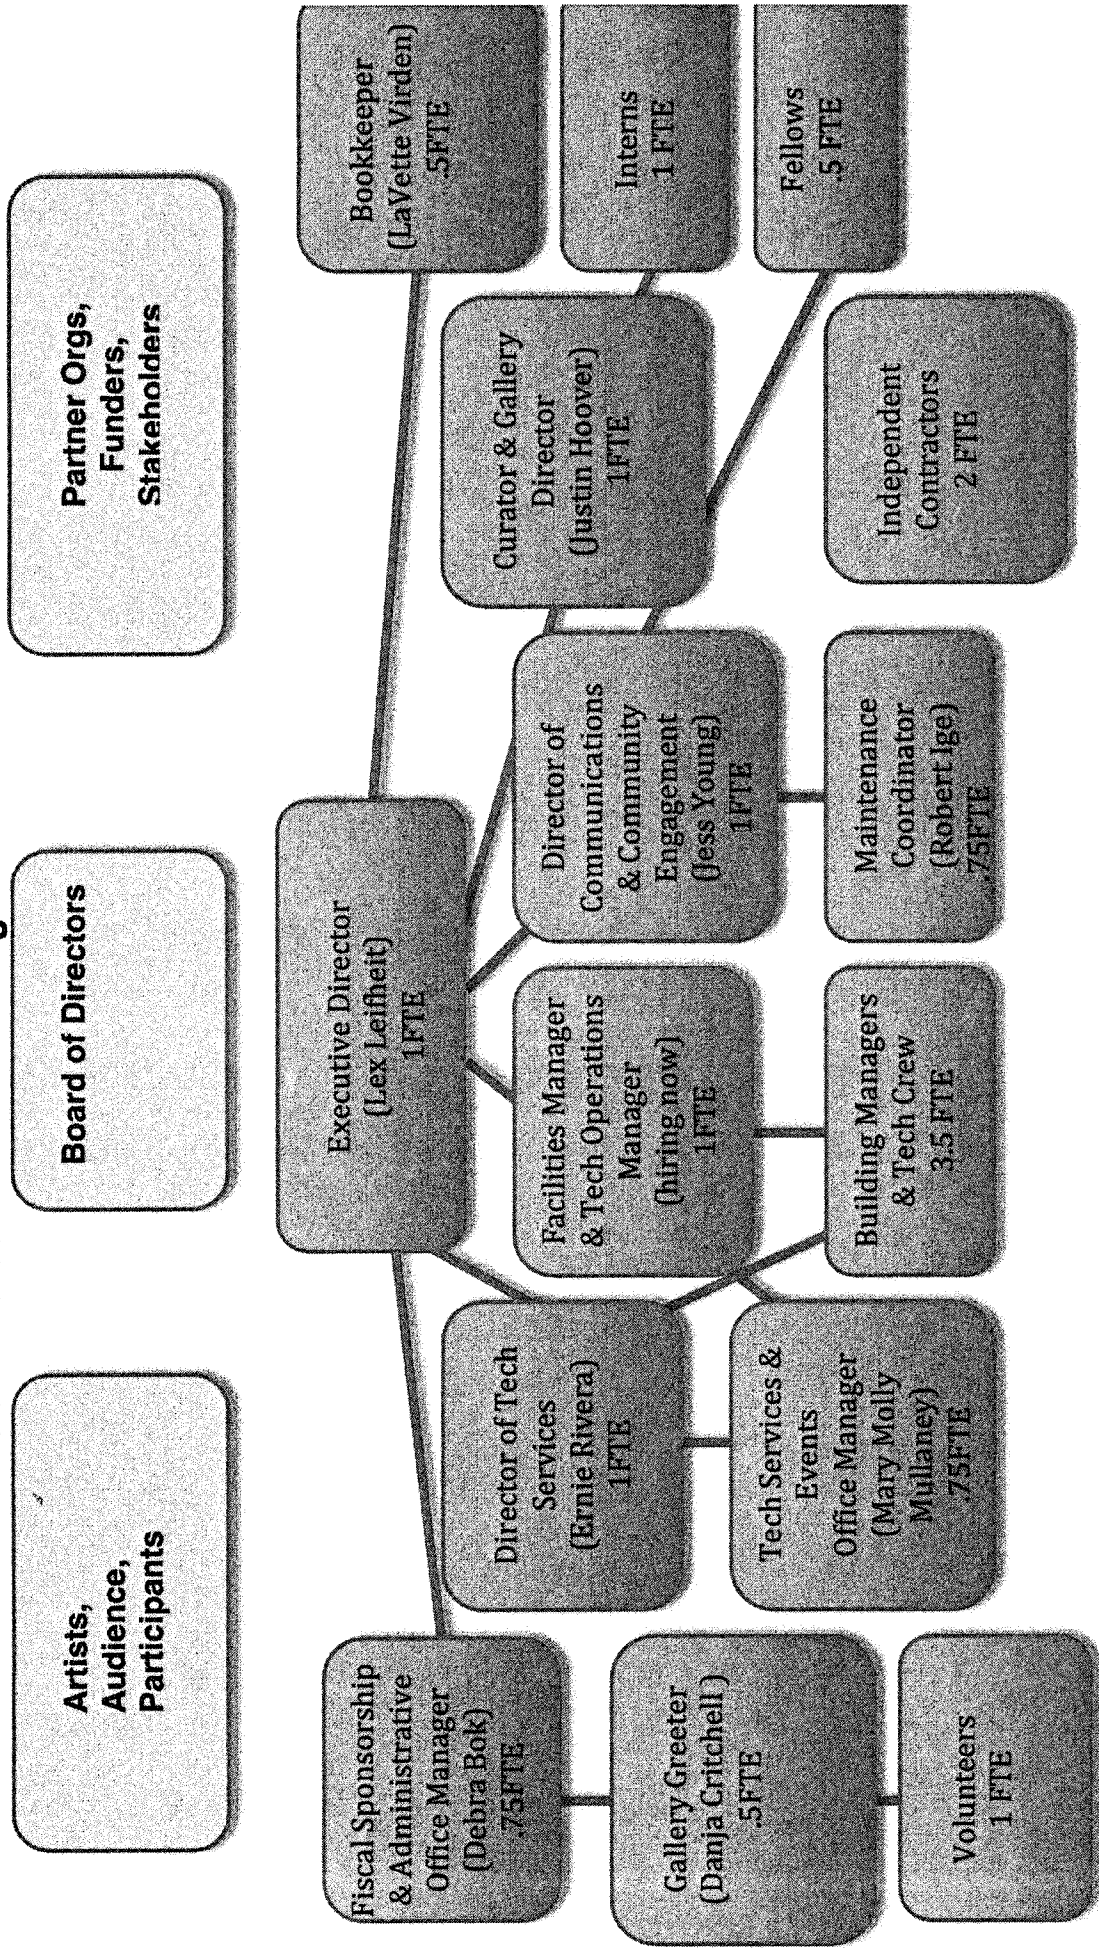 Artists,
Audience,
Participants
Board of Directors
Partner Orgs,
Funders,
Stakeholders
Executive Director
(Lex Leifheit)
1FTE
Fiscal Sponsorship
& Administrative
Office Manager
(Debra Bok)
.75FTE
Director of Tech
Services
(Ernie Rivera)
1FTE
Facilities Manager
& Tech Operations
Manager
(hiring now)
1FTE
Director of
Communications
& Community
Engagement
(Jess Young)
1FTE
Curator & Gallery
Director
(Justin Hoover)
1FTE
Bookkeeper
(LaVette Virden)
.5FTE
Interns
1 FTE
Fellows
.5 FTE
Gallery Greeter
(Danja Critchell)
.5FTE
Tech Services &
Events
Office Manager
(Mary Molly
Mullaney)
.75FTE
Building Managers
& Tech Crew
3.5 FTE
Maintenance
Coordinator
(Robert Ige)
.75FTE
Independent
Contractors
2 FTE
Volunteers
1 FTE